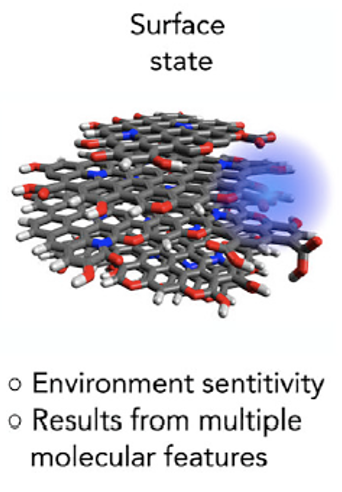 Surface
state
○ Environment sentitivity
○ Results from multiple
molecular features